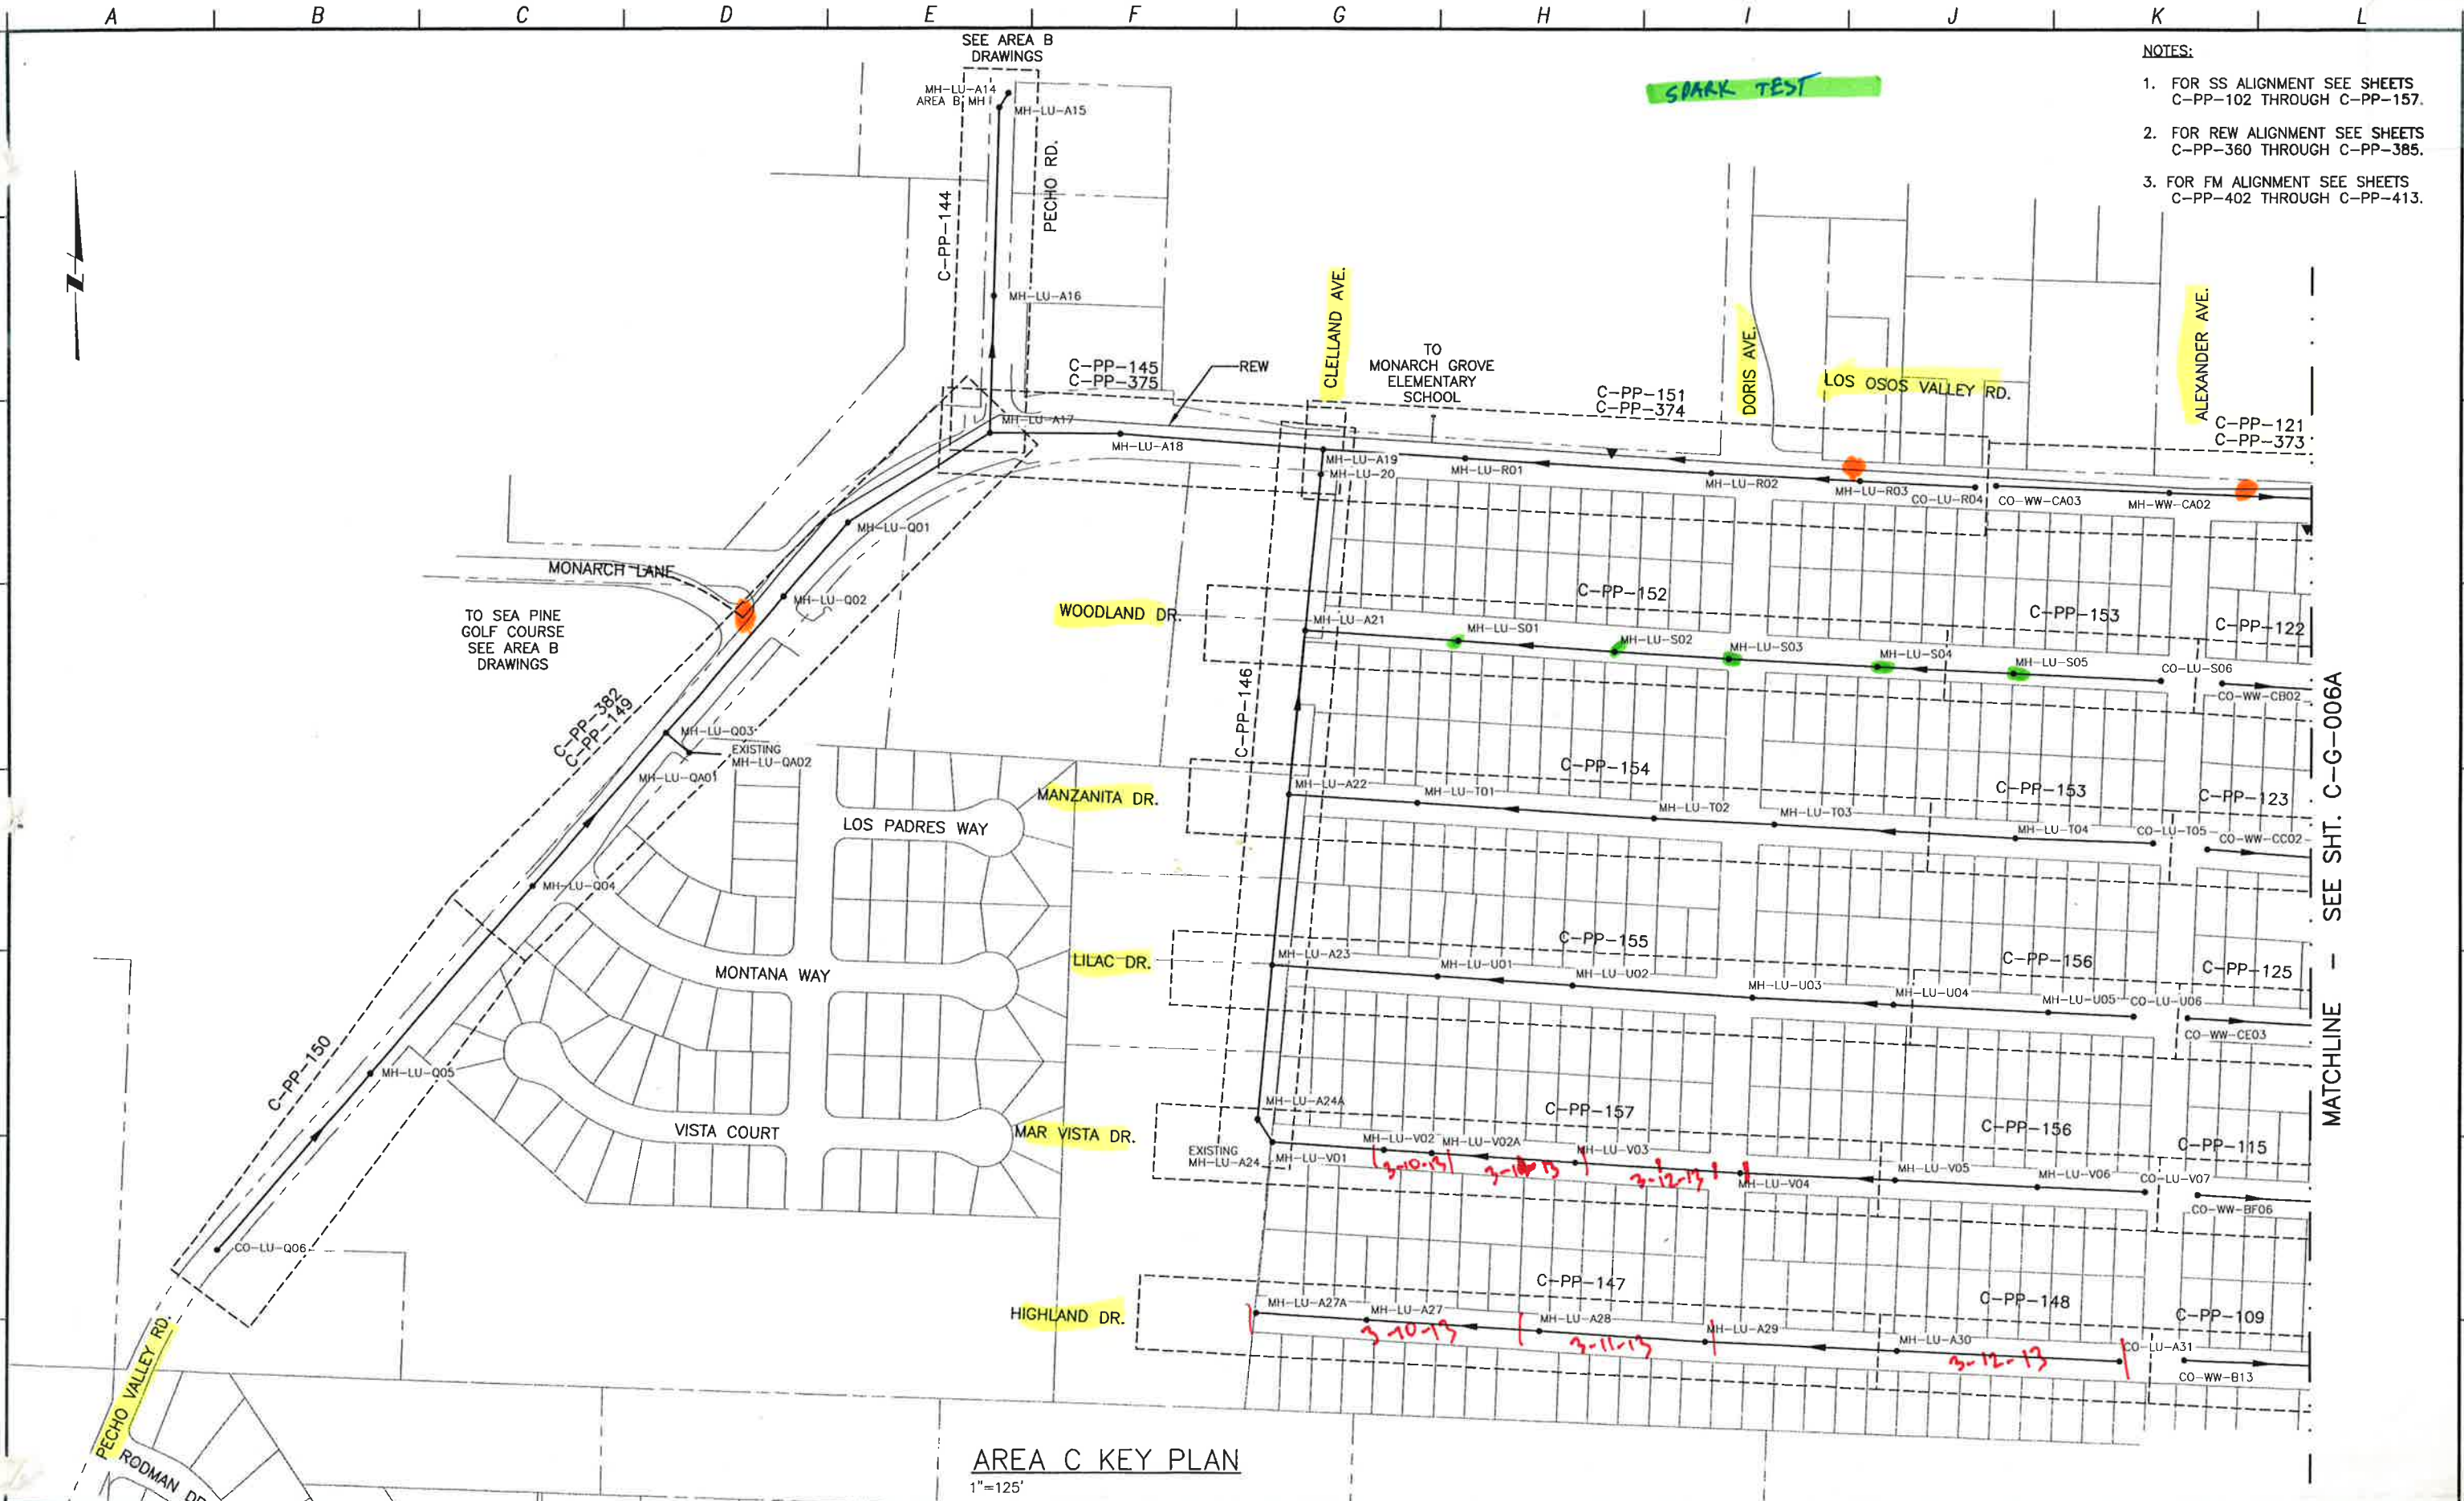 A B C D E F G H I J K L
SEE AREA B
DRAWINGS
MH-LU-A14
AREA B MH
MH-LU-A15
PECHO RD.
C-PP-144
MH-LU-A16
SPARK TEST
NOTES:
1. FOR SS ALIGNMENT SEE SHEETS
C-PP-102 THROUGH C-PP-157.
2. FOR REW ALIGNMENT SEE SHEETS
C-PP-360 THROUGH C-PP-385.
3. FOR FM ALIGNMENT SEE SHEETS
C-PP-402 THROUGH C-PP-413.
C-PP-145
C-PP-375
REW
CLELLAND AVE.
TO
MONARCH GROVE
ELEMENTARY
SCHOOL
C-PP-151
C-PP-374
DORIS AVE.
LOS OSOS VALLEY RD.
ALEXANDER AVE.
C-PP-121
C-PP-373
MH-LU-A17
MH-LU-A18
MH-LU-A19
MH-LU-20
MH-LU-R01
MH-LU-R02
MH-LU-R03
CO-LU-R04
CO-WW-CA03
MH-WW-CA02
MH-LU-Q01
MONARCH LANE
MH-LU-Q02
TO SEA PINE
GOLF COURSE
SEE AREA B
DRAWINGS
WOODLAND DR.
C-PP-152
C-PP-153
C-PP-122
MH-LU-A21
MH-LU-S01
MH-LU-S02
MH-LU-S03
MH-LU-S04
MH-LU-S05
CO-LU-S06
CO-WW-CB02
C-PP-146
C-PP-382
C-PP-149
MH-LU-Q03
EXISTING
MH-LU-QA02
MH-LU-QA01
MANZANITA DR.
LOS PADRES WAY
C-PP-154
C-PP-153
C-PP-123
MH-LU-A22
MH-LU-T01
MH-LU-T02
MH-LU-T03
MH-LU-T04
CO-LU-T05
CO-WW-CC02
MH-LU-Q04
MONTANA WAY
LILAC DR.
C-PP-155
C-PP-156
C-PP-125
MH-LU-A23
MH-LU-U01
MH-LU-U02
MH-LU-U03
MH-LU-U04
MH-LU-U05
CO-LU-U06
CO-WW-CE03
MATCHLINE - SEE SHT. C-G-006A
C-PP-150
MH-LU-Q05
VISTA COURT
MAR VISTA DR.
MH-LU-A24A
C-PP-157
C-PP-156
C-PP-115
EXISTING
MH-LU-A24
MH-LU-V01
MH-LU-V02
MH-LU-V02A
MH-LU-V03
MH-LU-V04
MH-LU-V05
MH-LU-V06
CO-LU-V07
CO-WW-BF06
3-10-13
3-12-13
CO-LU-Q06
HIGHLAND DR.
C-PP-147
C-PP-148
C-PP-109
MH-LU-A27A
MH-LU-A27
MH-LU-A28
MH-LU-A29
MH-LU-A30
CO-LU-A31
CO-WW-B13
3-10-13
3-11-13
3-12-13
PECHO VALLEY RD.
RODMAN
AREA C KEY PLAN
1"=125'